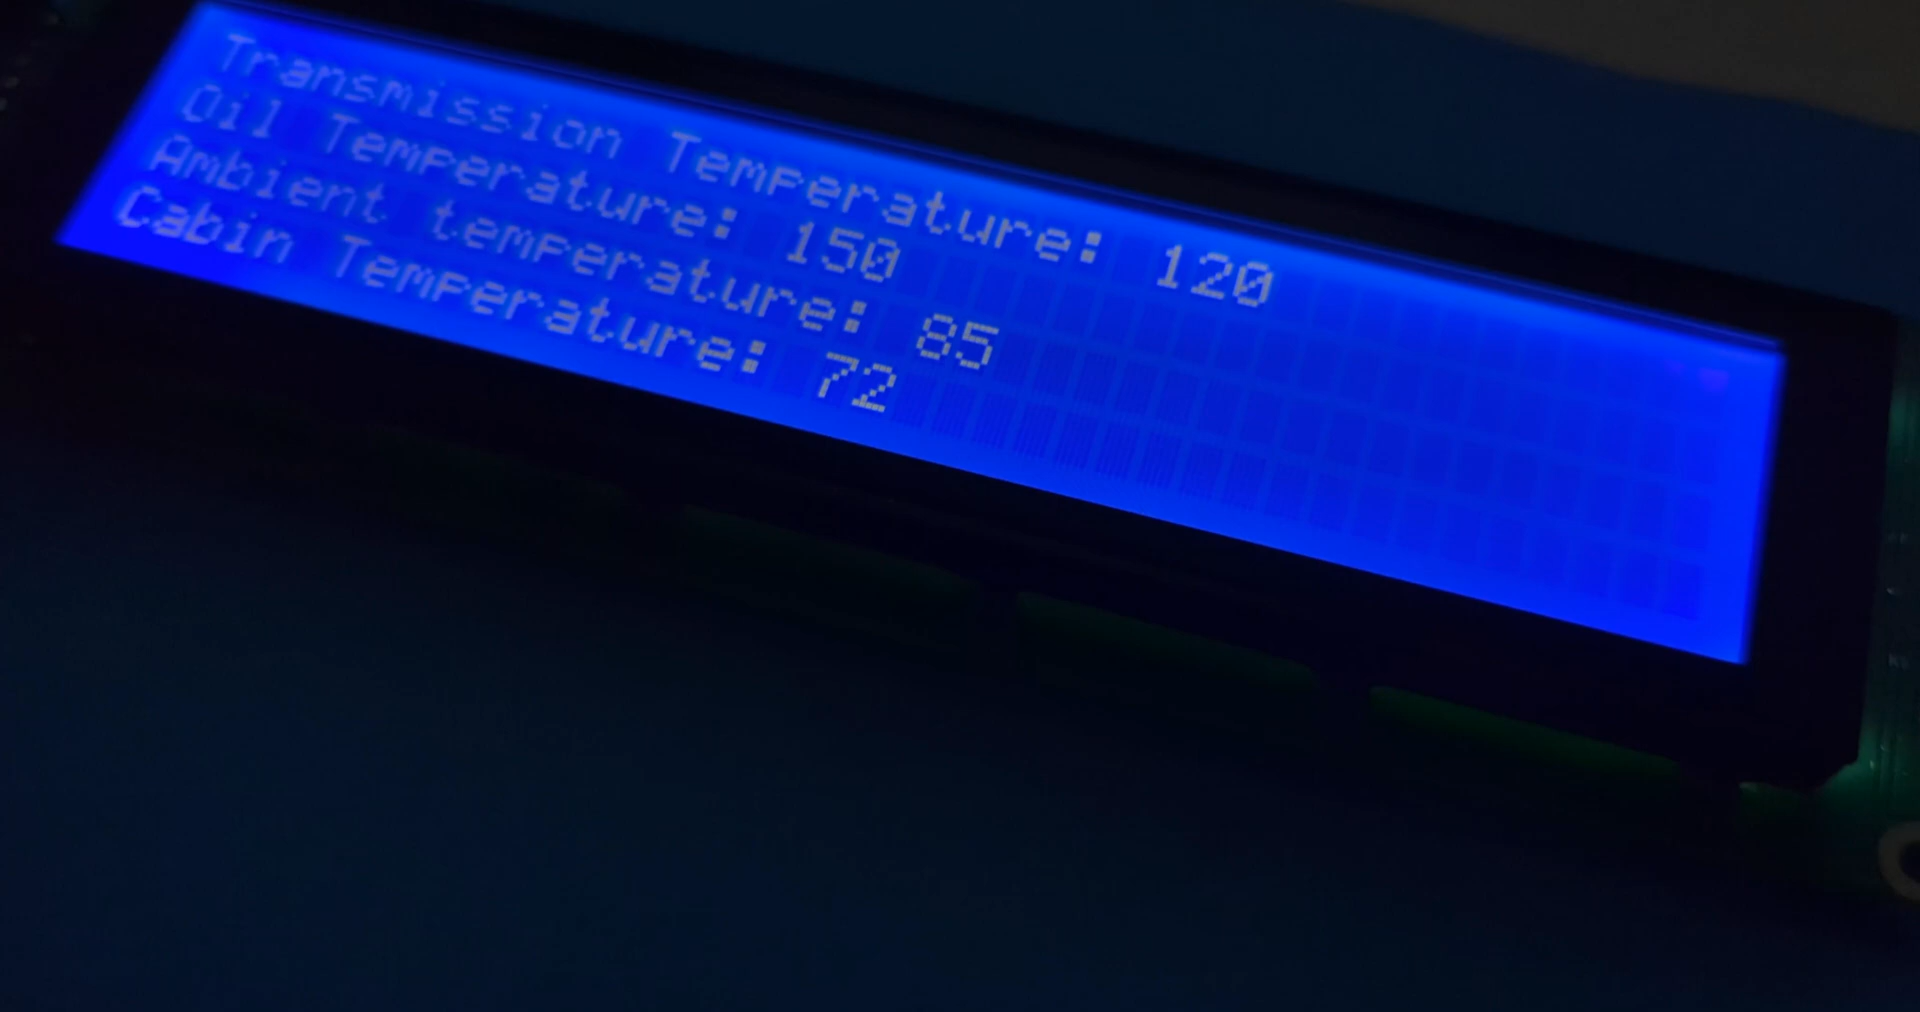 Transmission Temperature: 120
Oil Temperature: 150
Ambient temperature: 85
Cabin Temperature: 72